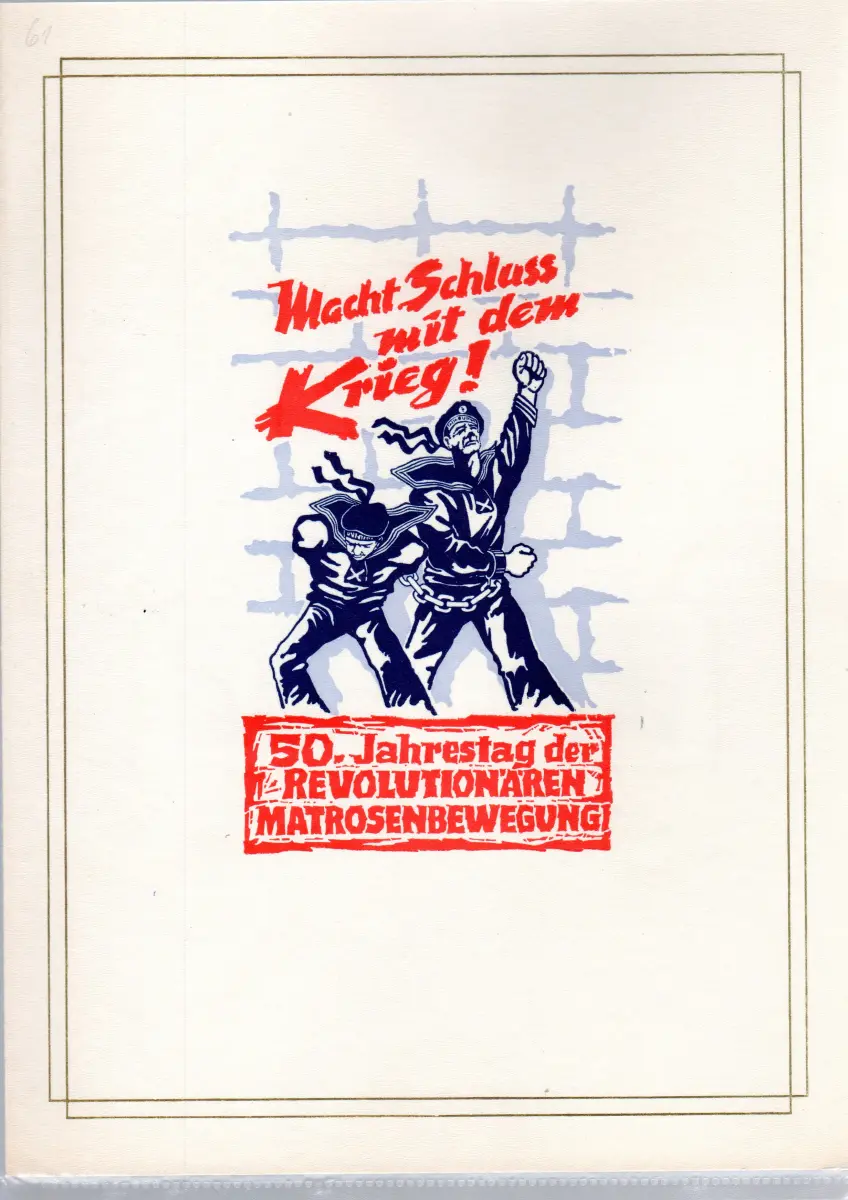 61
Macht Schluss
mit dem
Krieg!
50. Jahrestag der
REVOLUTIONÄREN
MATROSENBEWEGUNG